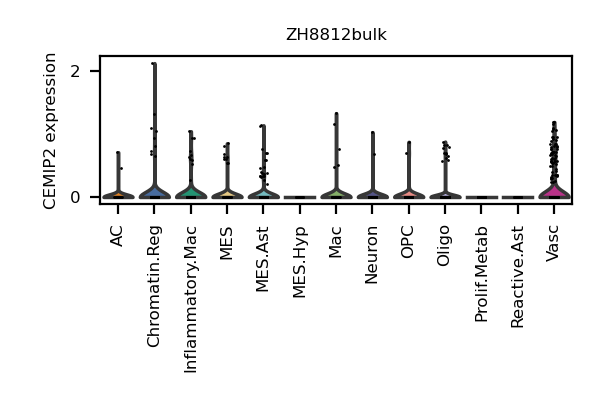 ZH8812bulk
CEMIP2 expression
2
0
AC
Chromatin.Reg
Inflammatory.Mac
MES
MES.Ast
MES.Hyp
Mac
Neuron
OPC
Oligo
Prolif.Metab
Reactive.Ast
Vasc